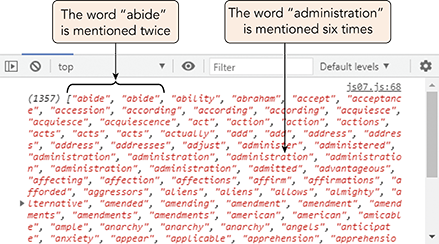 The word “abide”
is mentioned twice
The word “administration”
is mentioned six times
top
Filter
Default levels
js07.js:68
(1357) ["abide", "abide", "ability", "abraham", "accept", "acceptanc
e", "accession", "according", "according", "according", "acquiesce",
"acquiesce", "acquiescence", "act", "action", "action", "actions",
"acts", "acts", "acts", "actually", "add", "add", "address", "addres
s", "address", "addresses", "adjust", "administer", "administered",
"administration", "administration", "administration", "administratio
n", "administration", "administration", "admitted", "advantageous",
"affecting", "affection", "affections", "affirm", "affirmations", "a
fforded", "aggressors", "aliens", "aliens", "allows", "almighty", "a
lternative", "amended", "amending", "amendment", "amendment", "amend
ments", "amendments", "amendments", "american", "american", "amicabl
e", "ample", "anarchy", "anarchy", "anarchy", "angels", "anticipat
e", "anxiety", "appear", "applicable", "apprehension", "apprehensio